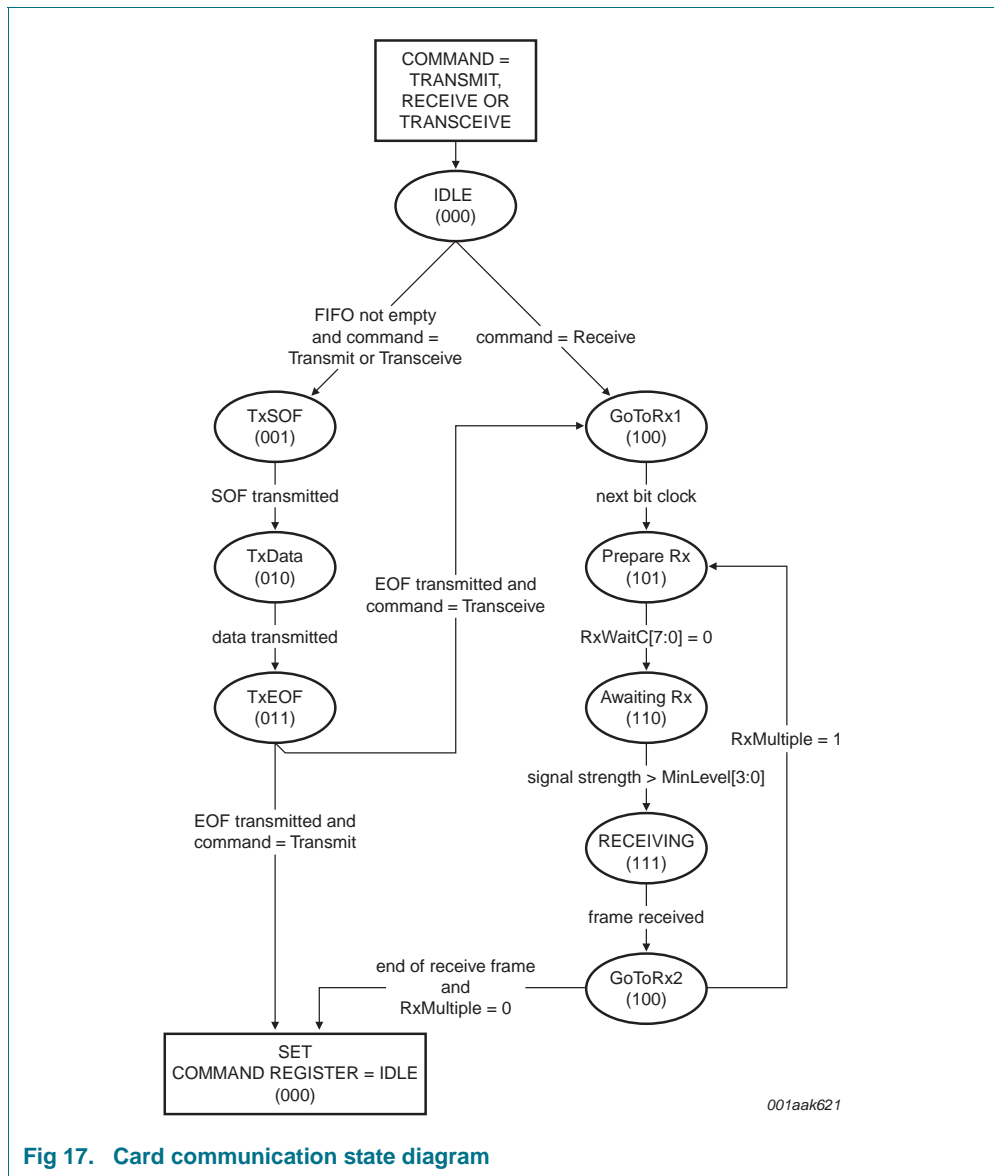 COMMAND =
TRANSMIT,
RECEIVE OR
TRANSCEIVE
IDLE
(000)
FIFO not empty
and command =
Transmit or Transceive
command = Receive
TxSOF
(001)
GoToRx1
(100)
SOF transmitted
next bit clock
TxData
(010)
Prepare Rx
(101)
EOF transmitted and
command = Transceive
data transmitted
RxWaitC[7:0] = 0
TxEOF
(011)
Awaiting Rx
(110)
RxMultiple = 1
signal strength > MinLevel[3:0]
EOF transmitted and
command = Transmit
RECEIVING
(111)
frame received
end of receive frame
and
RxMultiple = 0
GoToRx2
(100)
SET
COMMAND REGISTER = IDLE
(000)
001aak621
Fig 17. Card communication state diagram